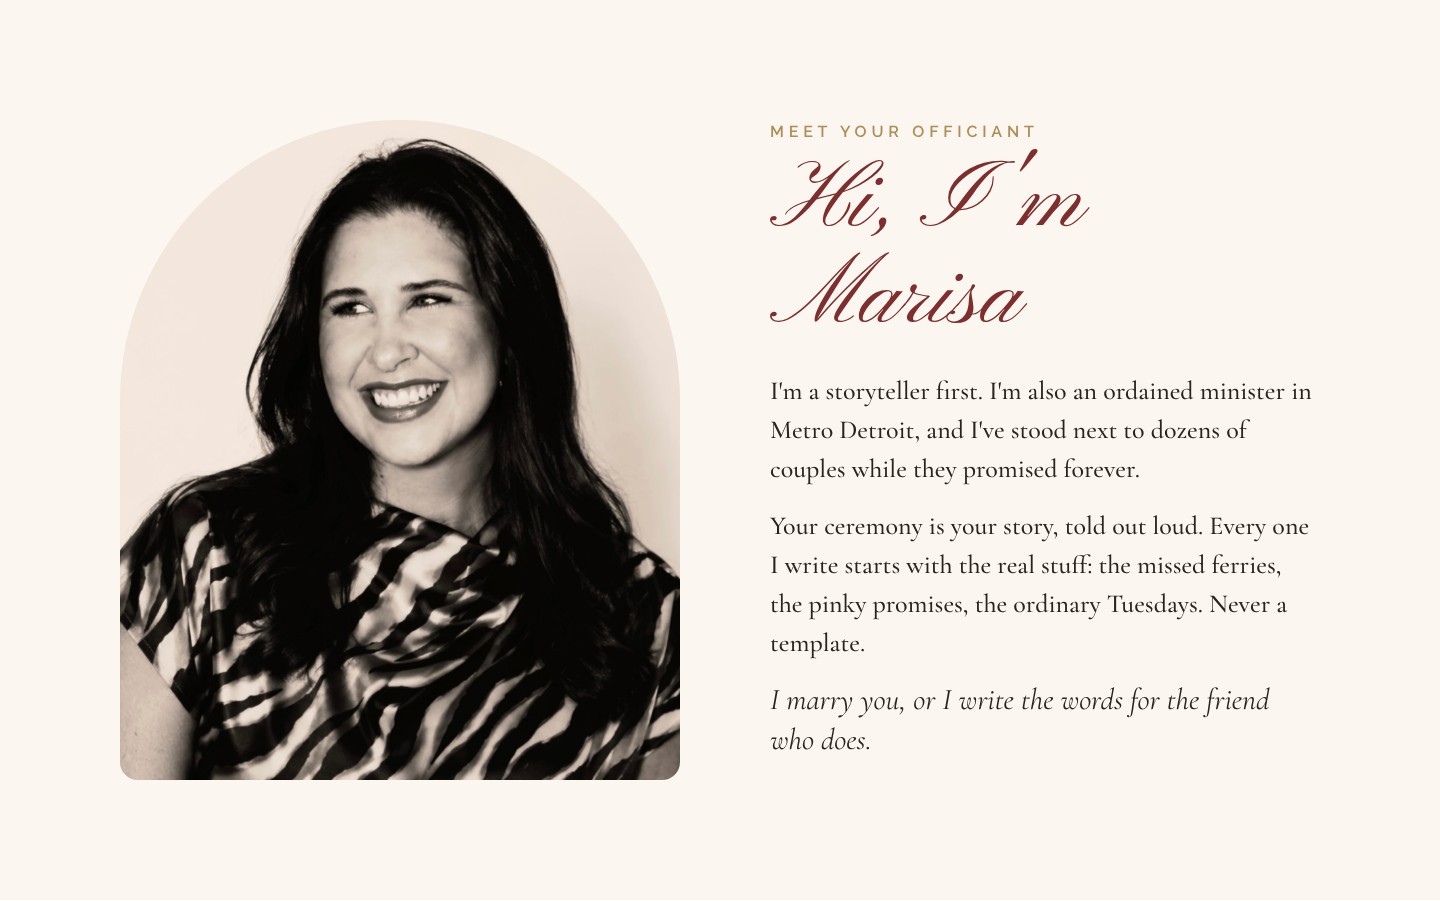 MEET YOUR OFFICIANT
Hi, I'm
Marisa
I'm a storyteller first. I'm also an ordained minister in
Metro Detroit, and I've stood next to dozens of
couples while they promised forever.
Your ceremony is your story, told out loud. Every one
I write starts with the real stuff: the missed ferries,
the pinky promises, the ordinary Tuesdays. Never a
template.
I marry you, or I write the words for the friend
who does.